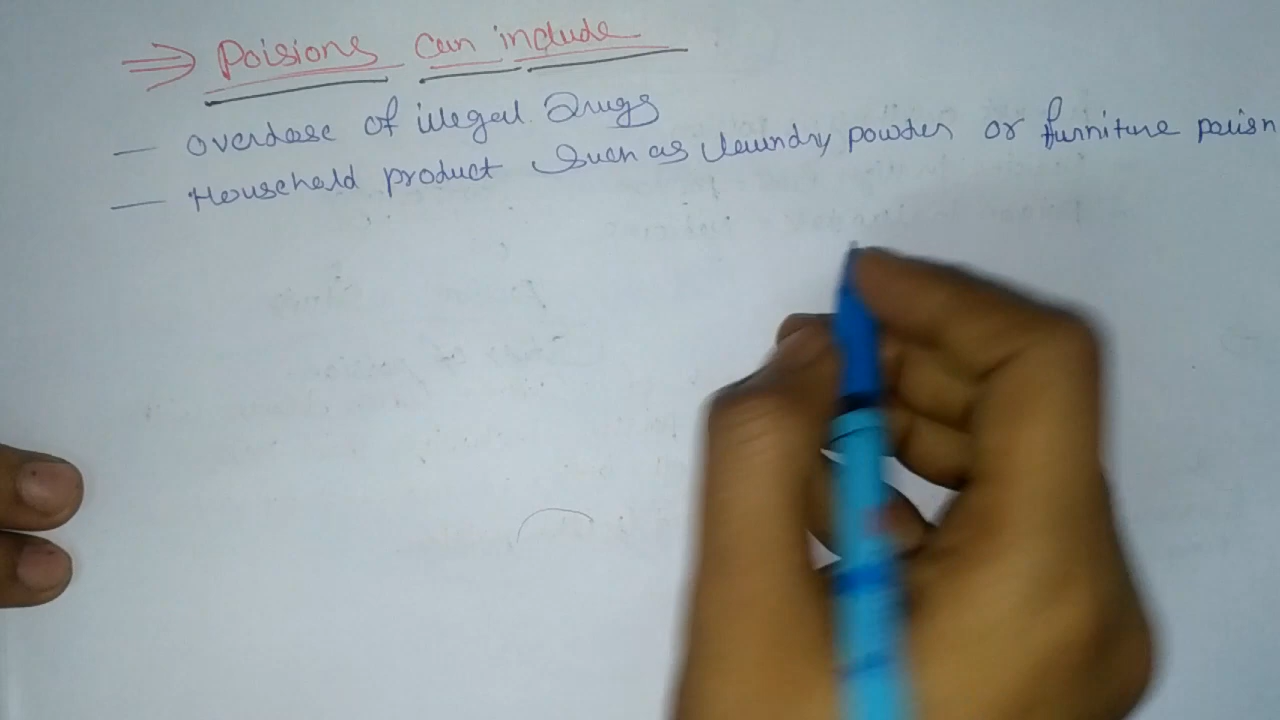 ⇒ Poisions can include
— overdose of illegal Drugs
— Household product such as laundry powder or furniture polish